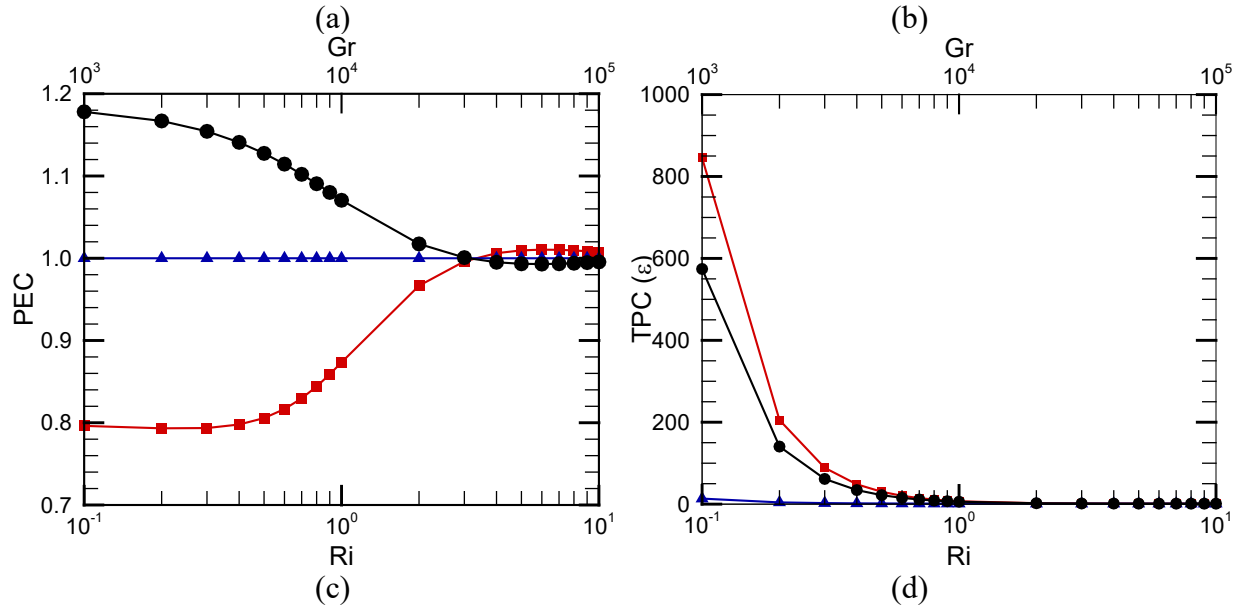 (a) (b)
Gr Gr
10³ 10⁴ 10⁵ 10³ 10⁴ 10⁵
1.2 1000
1.1 800
1.0 600
0.9 400
0.8 200
0.7 0
PEC TPC (ε)
10⁻¹ 10⁰ 10¹ 10⁻¹ 10⁰ 10¹
Ri Ri
(c) (d)